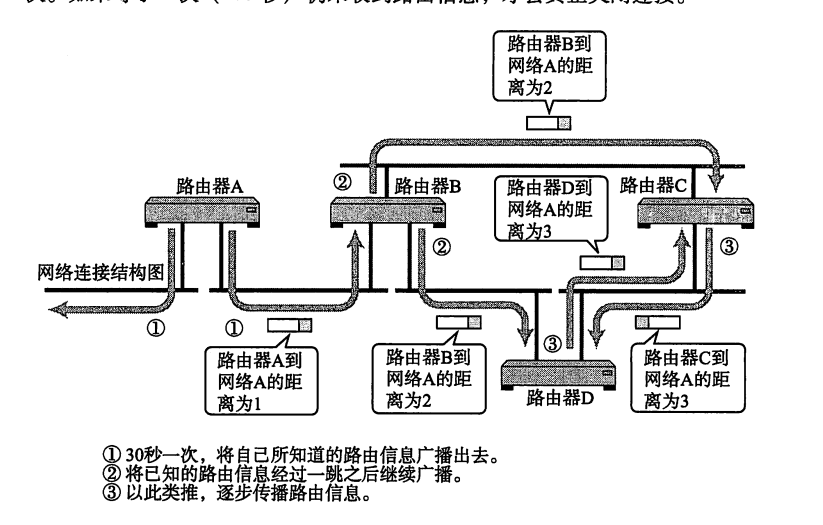 路由器B到
网络A的距
离为2
路由器A
②
路由器B
路由器D到
网络A的距
离为3
路由器C
②
③
网络连接结构图
①
①
③
路由器A到
网络A的距
离为1
路由器B到
网络A的距
离为2
路由器D
路由器C到
网络A的距
离为3
① 30秒一次，将自己所知道的路由信息广播出去。
② 将已知的路由信息经过一跳之后继续广播。
③ 以此类推，逐步传播路由信息。